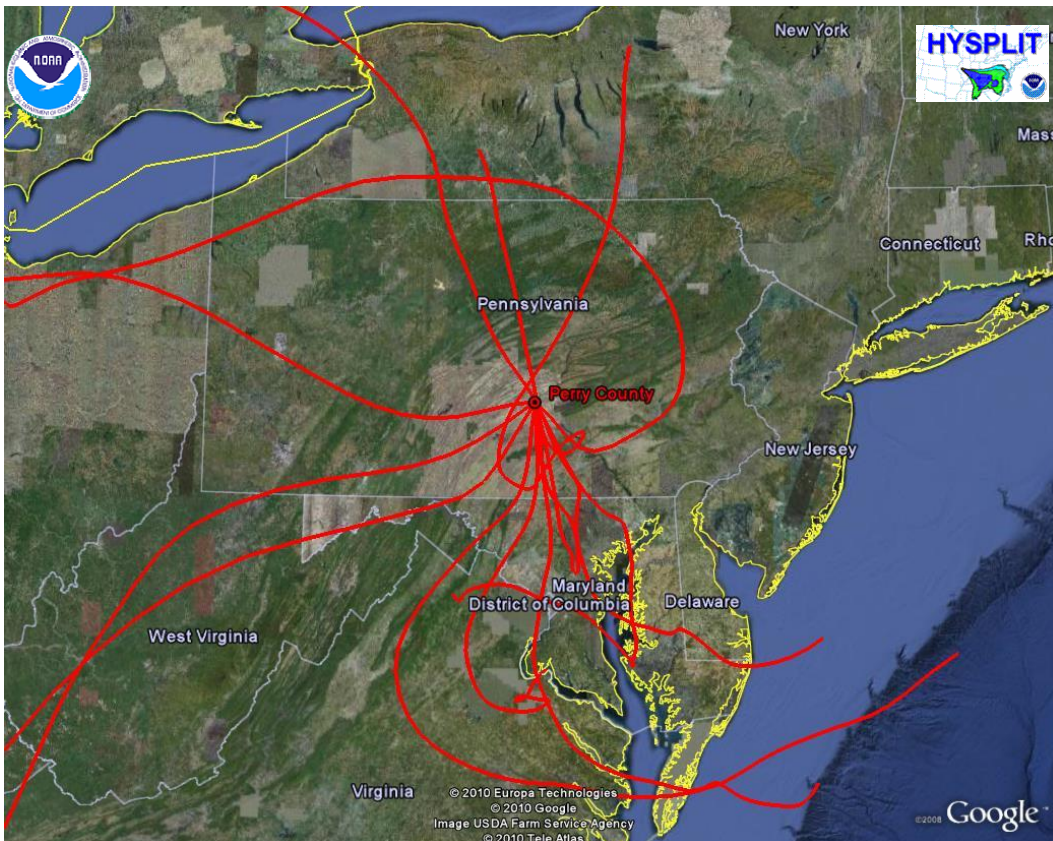 New York
HYSPLIT
NOAA
Mass
Connecticut
Rho
Pennsylvania
Perry County
New Jersey
Maryland
District of Columbia
Delaware
West Virginia
Virginia
© 2010 Europa Technologies
© 2010 Google
Image USDA Farm Service Agency
© 2010 Tele Atlas
©2008 Google